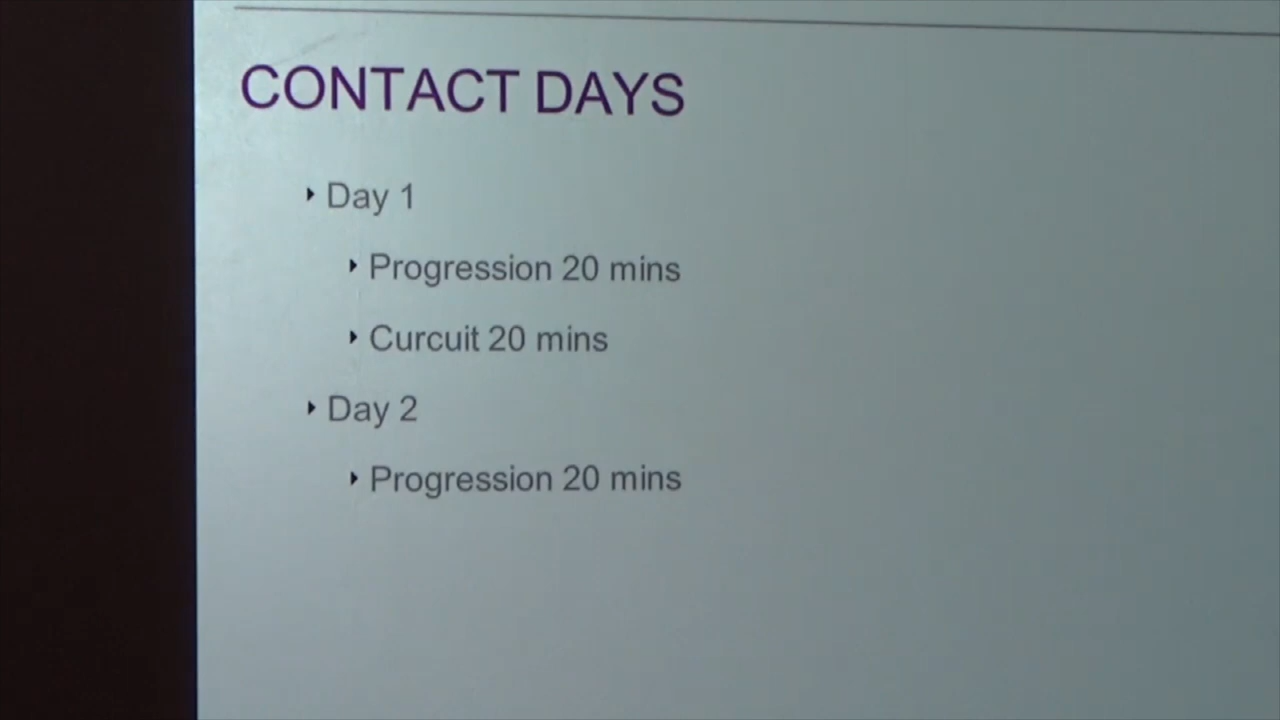 CONTACT DAYS
Day 1
Progression 20 mins
Curcuit 20 mins
Day 2
Progression 20 mins